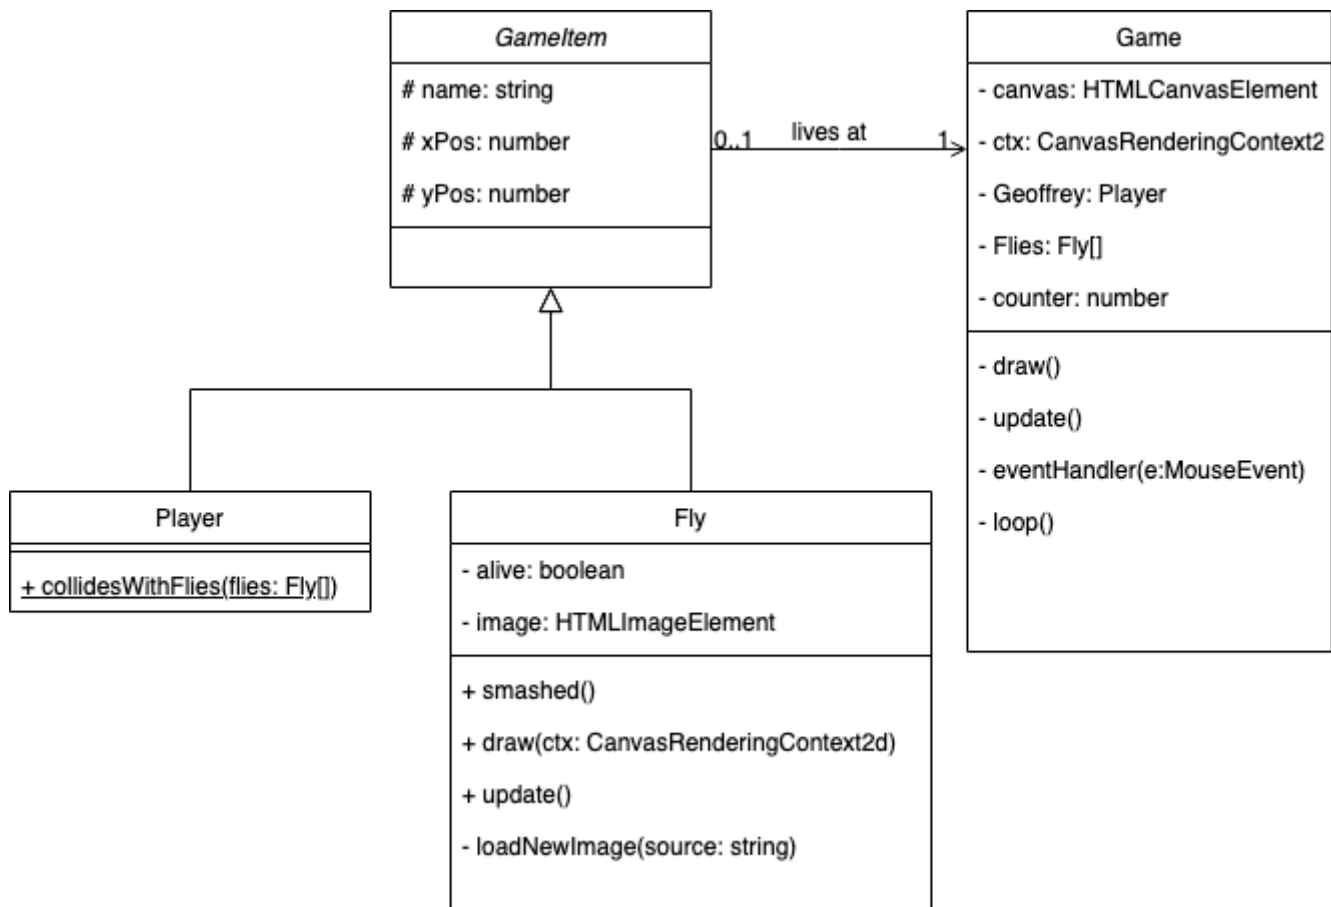 GameItem
# name: string
# xPos: number
# yPos: number
0..1
lives at
1
Game
- canvas: HTMLCanvasElement
- ctx: CanvasRenderingContext2
- Geoffrey: Player
- Flies: Fly[]
- counter: number
- draw()
- update()
- eventHandler(e:MouseEvent)
- loop()
Player
+ collidesWithFlies(flies: Fly[])
Fly
- alive: boolean
- image: HTMLImageElement
+ smashed()
+ draw(ctx: CanvasRenderingContext2d)
+ update()
- loadNewImage(source: string)